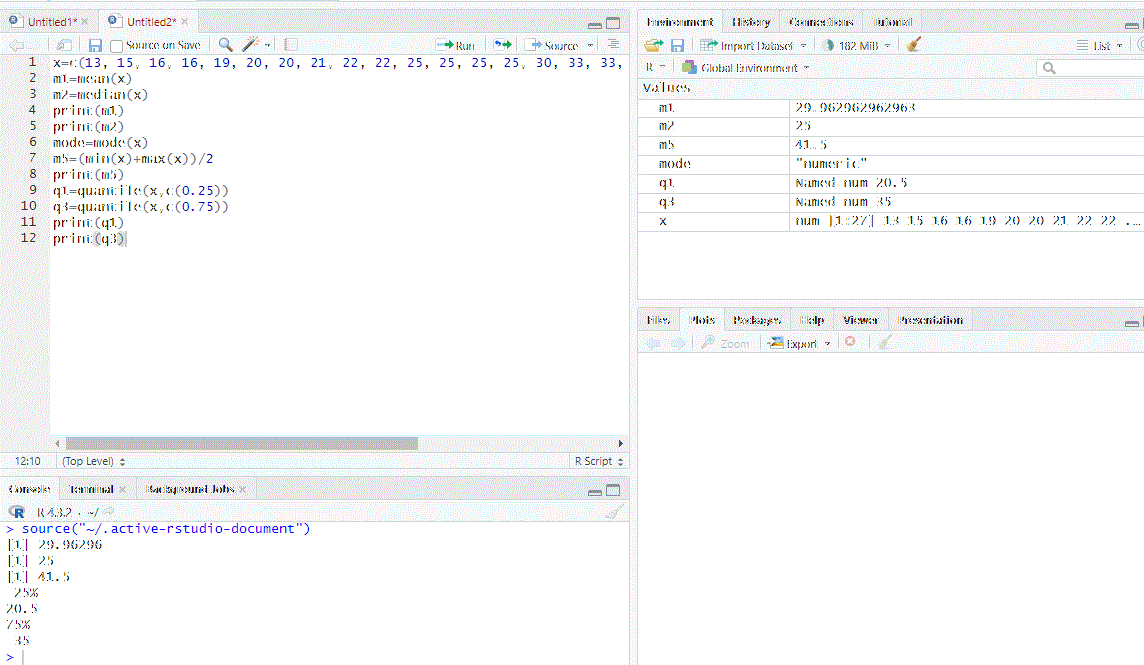 Untitled1*
Untitled2*
Source on Save
Run
Source
1 x=c(13, 15, 16, 16, 19, 20, 20, 21, 22, 22, 25, 25, 25, 25, 30, 33, 33,
2 m1=mean(x)
3 m2=median(x)
4 print(m1)
5 print(m2)
6 mode=mode(x)
7 m5=(min(x)+max(x))/2
8 print(m5)
9 q1=quantile(x,c(0.25))
10 q3=quantile(x,c(0.75))
11 print(q1)
12 print(q3)
12:10 (Top Level)
R Script
Console Terminal Background Jobs
R 4.3.2 · ~/
> source("~/.active-rstudio-document")
[1] 29.96296
[1] 25
[1] 41.5
25%
20.5
75%
35
>
Environment History Connections Tutorial
Import Dataset 182 MiB List
R Global Environment
Values
m1 29.962962962963
m2 25
m5 41.5
mode "numeric"
q1 Named num 20.5
q3 Named num 35
x num [1:27] 13 15 16 16 19 20 20 21 22 22 ...
Files Plots Packages Help Viewer Presentation
Zoom Export